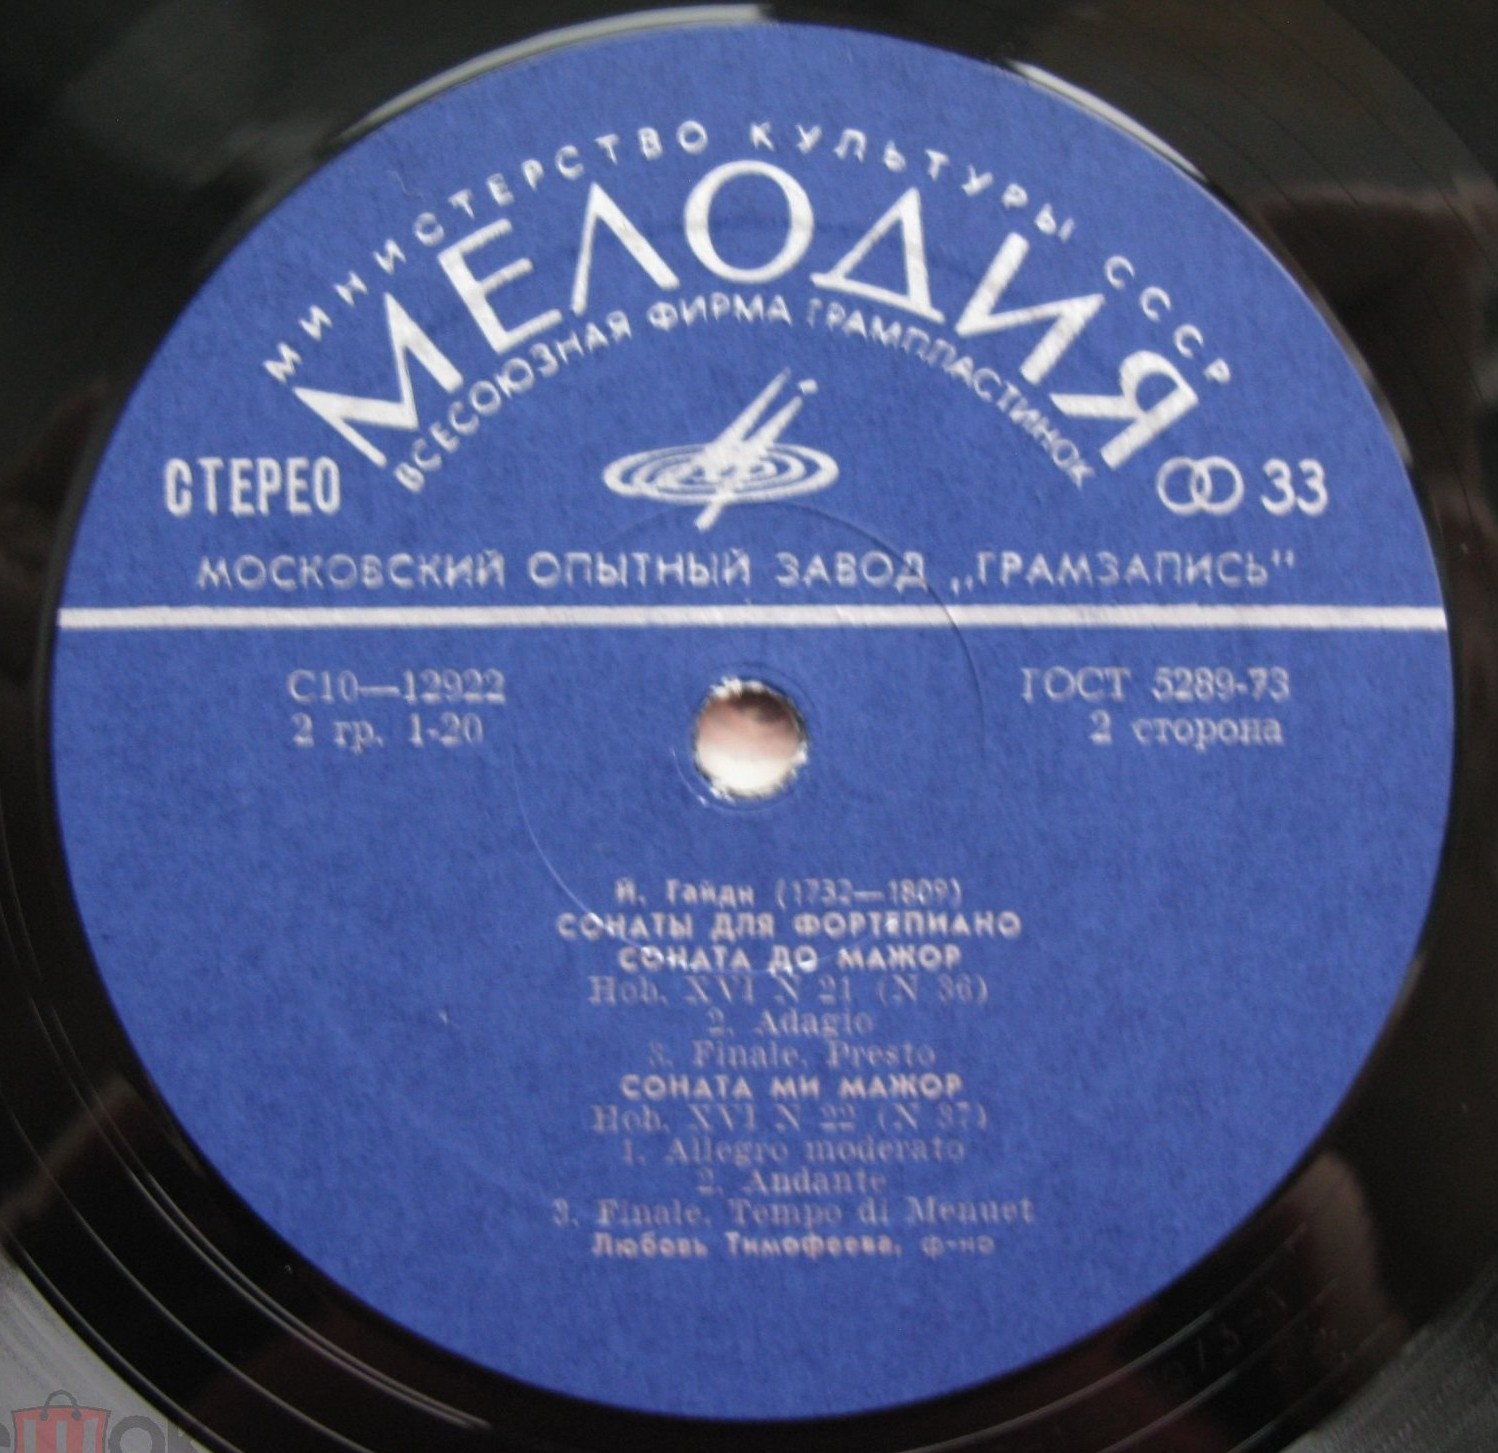 МИНИСТЕРСТВО КУЛЬТУРЫ СССР
МЕЛОДИЯ
ВСЕСОЮЗНАЯ ФИРМА ГРАМПЛАСТИНОК
СТЕРЕО
33
МОСКОВСКИЙ ОПЫТНЫЙ ЗАВОД „ГРАМЗАПИСЬ"
С10—12922
ГОСТ 5289-73
2 гр. 1-20
2 сторона
Й. Гайдн (1732—1809)
СОНАТЫ ДЛЯ ФОРТЕПИАНО
СОНАТА ДО МАЖОР
Hob. XVI N 21 (N 36)
2. Adagio
3. Finale. Presto
СОНАТА МИ МАЖОР
Hob. XVI N 22 (N 37)
1. Allegro moderato
2. Andante
3. Finale. Tempo di Menuet
Любовь Тимофеева, ф-но